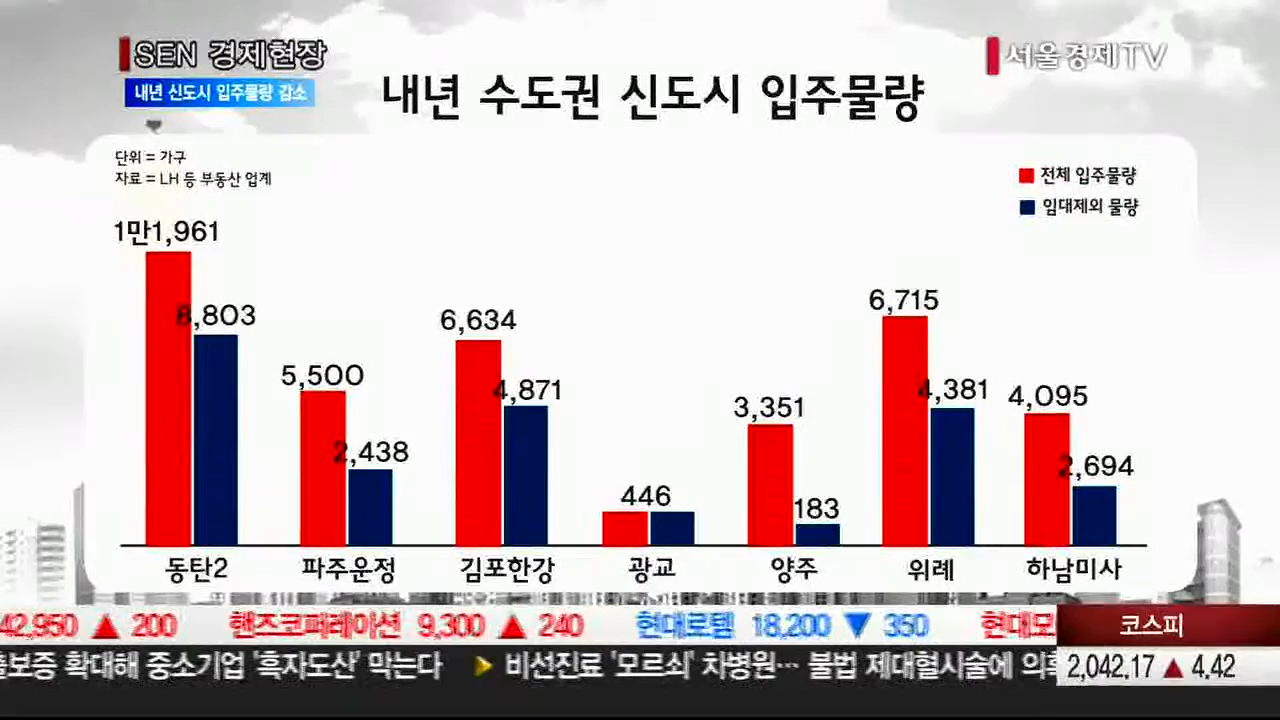 SEN 경제현장
서울경제TV
내년 신도시 입주물량 감소
내년 수도권 신도시 입주물량
단위 = 가구
자료 = LH 등 부동산 업계
전체 입주물량
임대제외 물량
1만1,961
8,803
5,500
2,438
6,634
4,871
446
3,351
183
6,715
4,381
4,095
2,694
동탄2 파주운정 김포한강 광교 양주 위례 하남미사
42,950 ▲ 200 핸즈코퍼레이션 9,300 ▲ 240 현대로템 18,200 ▼ 350 현대모
코스피
출보증 확대해 중소기업 '흑자도산' 막는다 ▶ 비선진료 '모르쇠' 차병원… 불법 제대혈시술에 의혹
2,042.17 ▲ 4.42